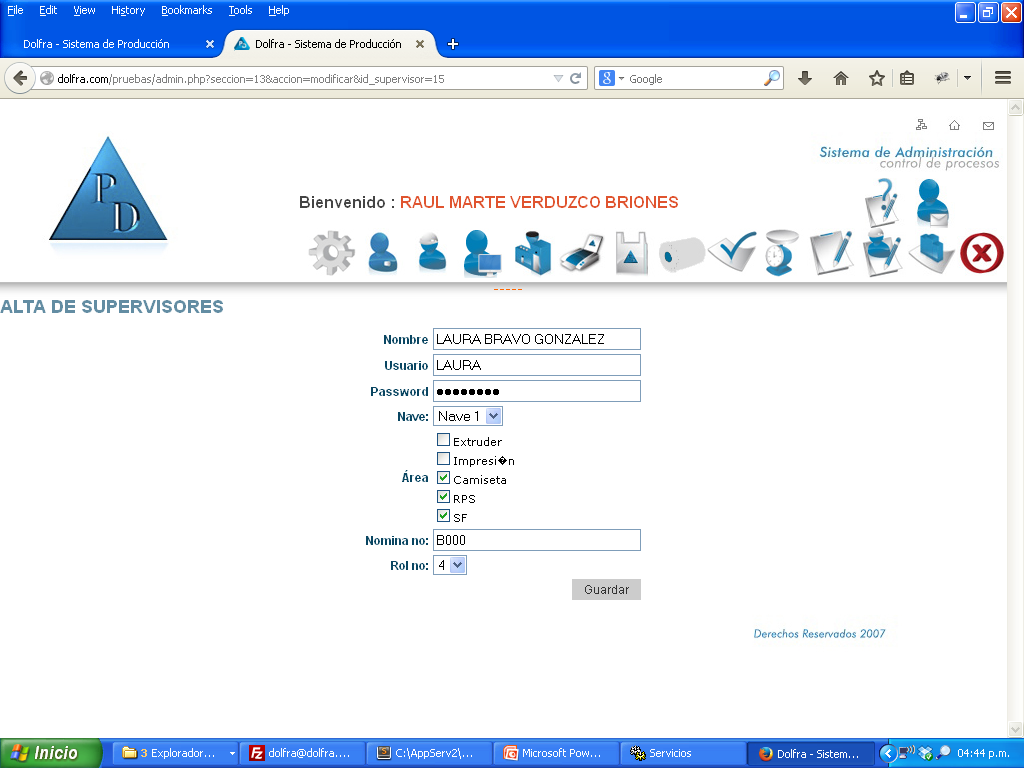 File Edit View History Bookmarks Tools Help
Dolfra - Sistema de Producción
Dolfra - Sistema de Producción
dolfra.com/pruebas/admin.php?seccion=13&accion=modificar&id_supervisor=15
8 Google
Sistema de Administración
control de procesos
P D
Bienvenido : RAUL MARTE VERDUZCO BRIONES
ALTA DE SUPERVISORES
Nombre LAURA BRAVO GONZALEZ
Usuario LAURA
Password ●●●●●●●●
Nave: Nave 1
Área
Extruder
Impresi�n
Camiseta
RPS
SF
Nomina no: B000
Rol no: 4
Guardar
Derechos Reservados 2007
Inicio 3 Explorador... dolfra@dolfra.... C:\AppServ2\... Microsoft Pow... Servicios Dolfra - Sistem... 04:44 p.m.